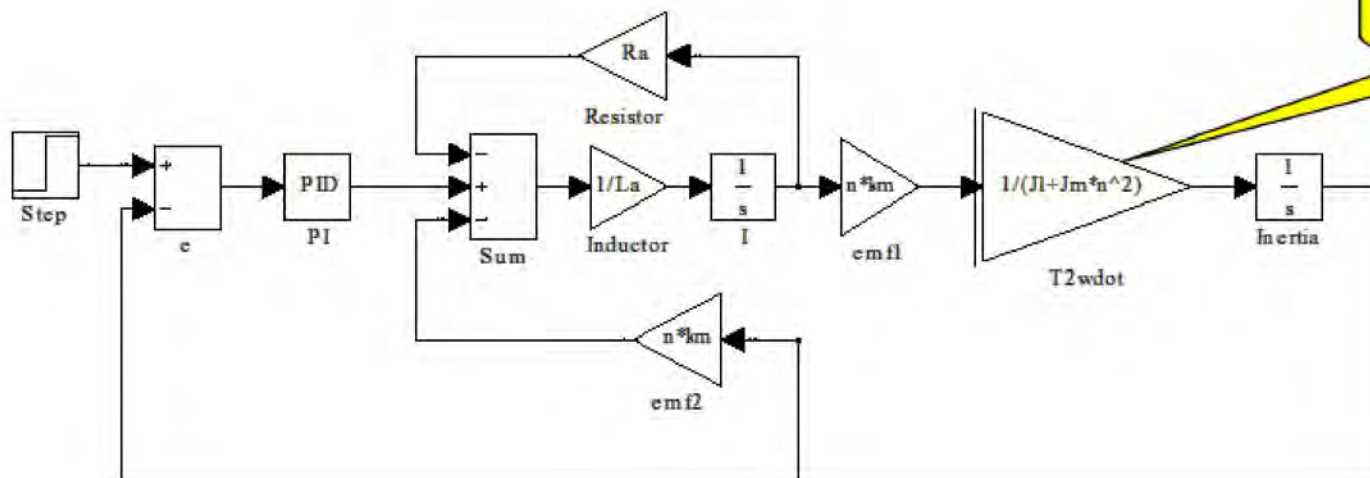 Ra
Resistor
+
−
Step
e
PID
PI
−
+
−
Sum
1/La
Inductor
1
s
I
n*km
emf1
1/(Jl+Jm*n^2)
T2wdot
1
s
Inertia
n*km
emf2